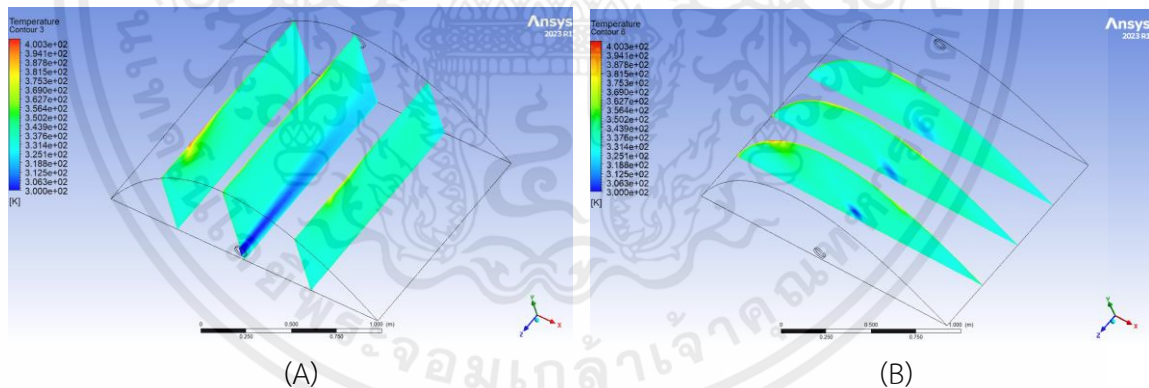 Temperature
Contour 3
4.003e+02
3.941e+02
3.878e+02
3.815e+02
3.753e+02
3.690e+02
3.627e+02
3.564e+02
3.502e+02
3.439e+02
3.376e+02
3.314e+02
3.251e+02
3.188e+02
3.125e+02
3.063e+02
3.000e+02
[K]
Ansys
2023 R1
0
0.500
1.000 (m)
0.250
0.750
Y
X
Z
(A)
Temperature
Contour 6
4.003e+02
3.941e+02
3.878e+02
3.815e+02
3.753e+02
3.690e+02
3.627e+02
3.564e+02
3.502e+02
3.439e+02
3.376e+02
3.314e+02
3.251e+02
3.188e+02
3.125e+02
3.063e+02
3.000e+02
[K]
Ansys
2023 R1
0
0.500
1.000 (m)
0.250
0.750
Y
X
Z
(B)